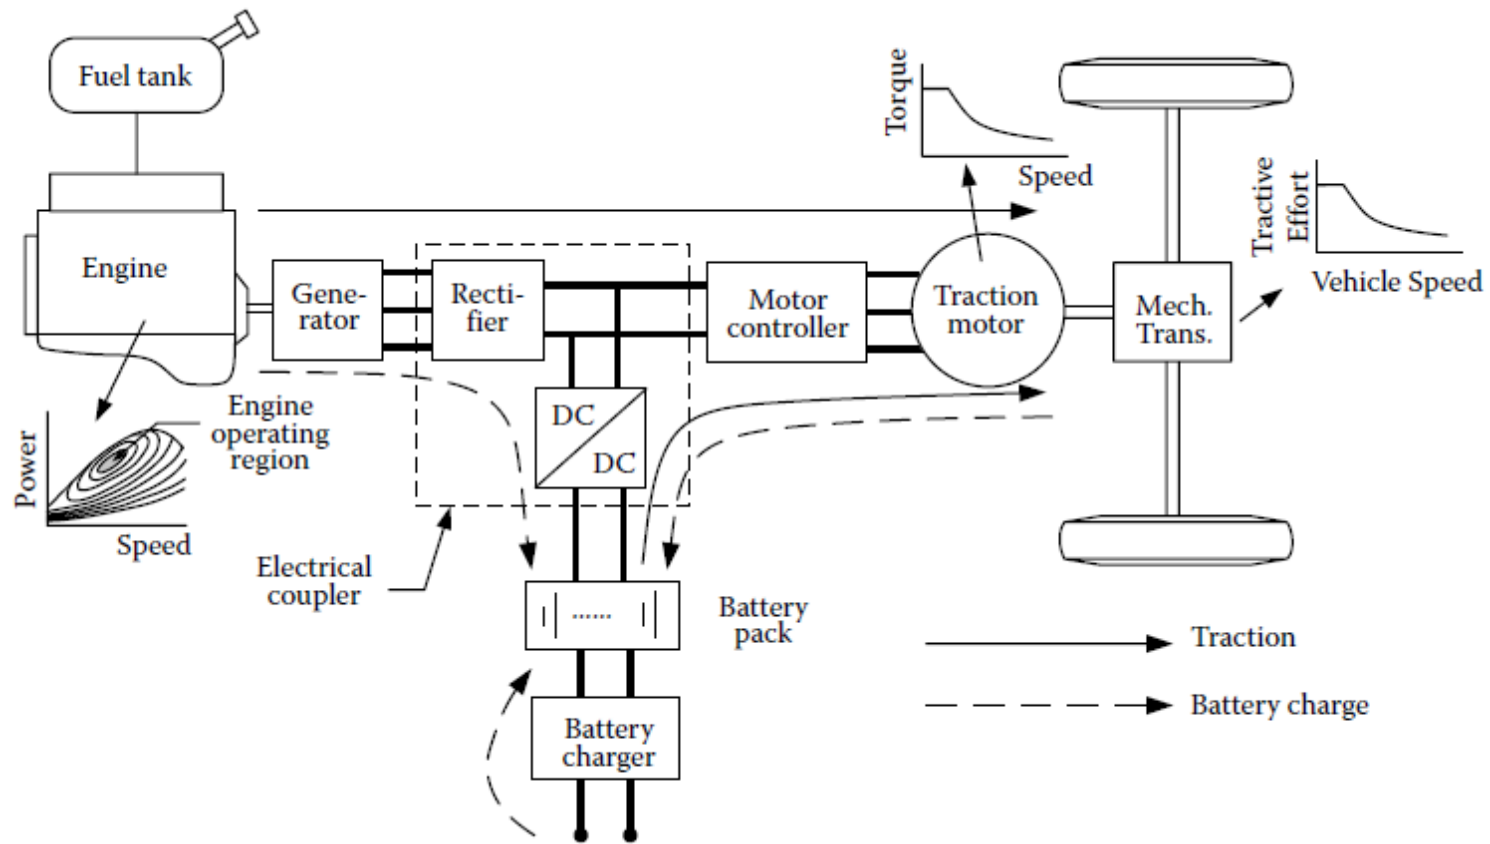 Fuel tank
Engine
Gene-
rator
Recti-
fier
Motor
controller
Traction
motor
Mech.
Trans.
Torque
Speed
Tractive
Effort
Vehicle Speed
DC
DC
Engine
operating
region
Power
Speed
Electrical
coupler
Battery
pack
Battery
charger
Traction
Battery charge